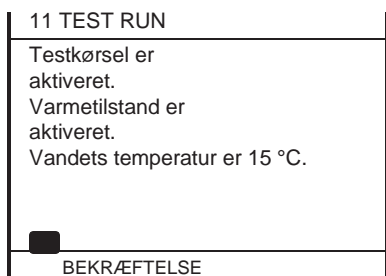 11 TEST RUN
Testkørsel er
aktiveret.
Varmetilstand er
aktiveret.
Vandets temperatur er 15 °C.
BEKRÆFTELSE